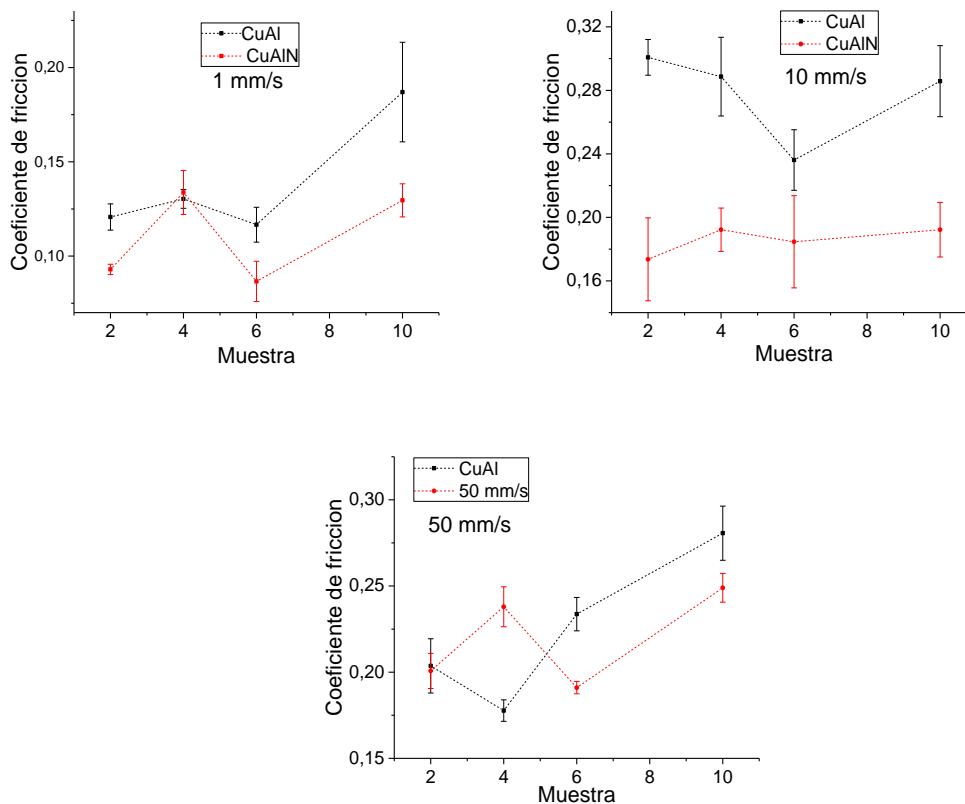 CuAl
CuAlN
1 mm/s
0,20
0,15
0,10
Coeficiente de friccion
2 4 6 8 10
Muestra
CuAl
CuAlN
10 mm/s
0,32
0,28
0,24
0,20
0,16
Coeficiente de friccion
2 4 6 8 10
Muestra
CuAl
50 mm/s
50 mm/s
0,30
0,25
0,20
0,15
Coeficiente de friccion
2 4 6 8 10
Muestra